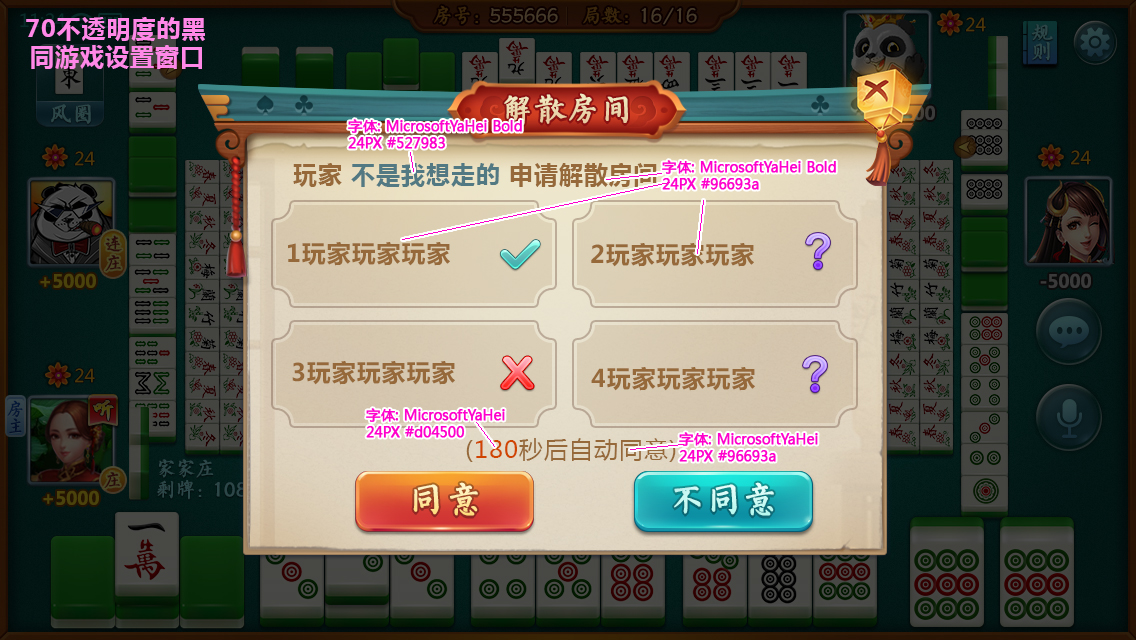 房号：555666 局数：16/16
70不透明度的黑
同游戏设置窗口
24
规则
東
风圈
解散房间
字体: MicrosoftYaHei Bold
24PX #527983
24
24
玩家 不是我想走的 申请解散房间
字体: MicrosoftYaHei Bold
24PX #96693a
连庄
+5000
1玩家玩家玩家
2玩家玩家玩家
-5000
3玩家玩家玩家
4玩家玩家玩家
24
房主
听
字体: MicrosoftYaHei
24PX #d04500
(180秒后自动同意)
字体: MicrosoftYaHei
24PX #96693a
庄
+5000
家家庄
剩牌：108
同意
不同意
一
萬